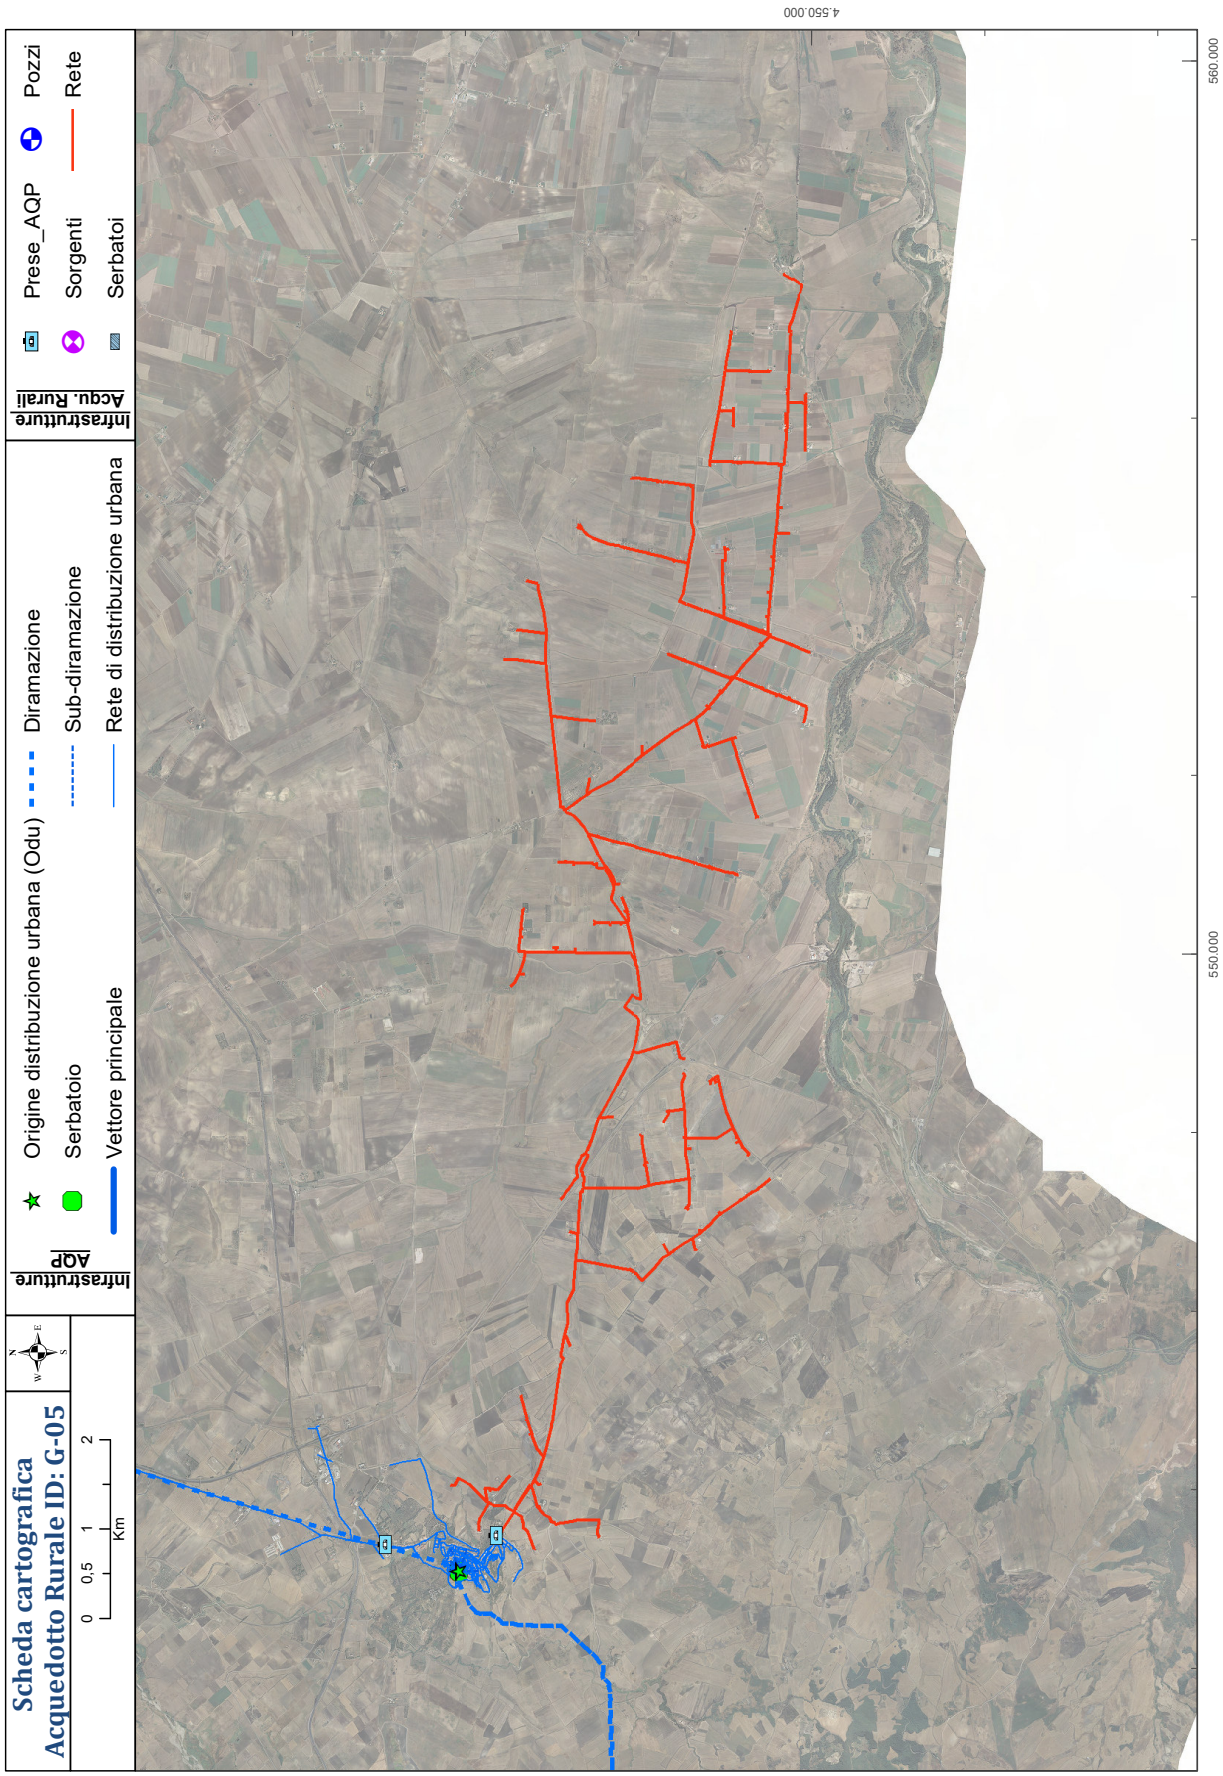 Scheda cartografica
Acquedotto Rurale ID: G-05
0 0,5 1 2
Km
N
W E
S
Infrastrutture
AQP
Origine distribuzione urbana (Odu)
Serbatoio
Vettore principale
Diramazione
Sub-diramazione
Rete di distribuzione urbana
Infrastrutture
Acqu. Rurali
Prese_AQP
Sorgenti
Serbatoi
Pozzi
Rete
4.550.000
550.000
560.000